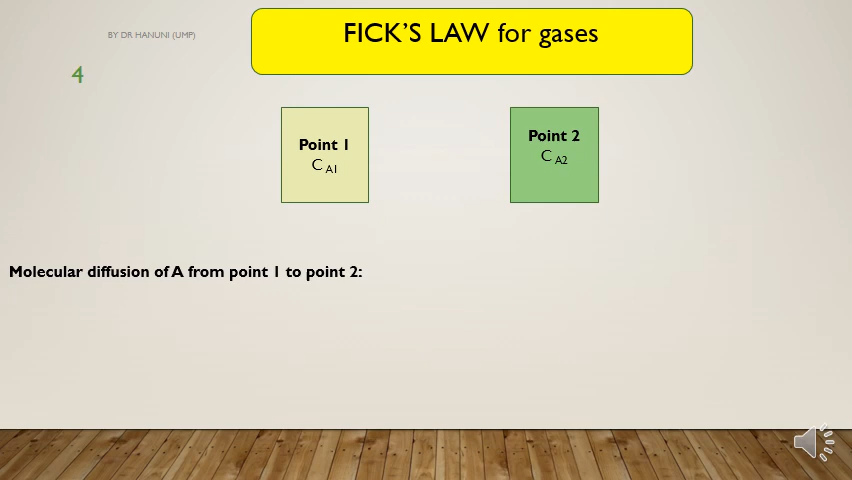 BY DR HANUNI (UMP)
FICK'S LAW for gases
4
Point 1
C A1
Point 2
C A2
Molecular diffusion of A from point 1 to point 2: